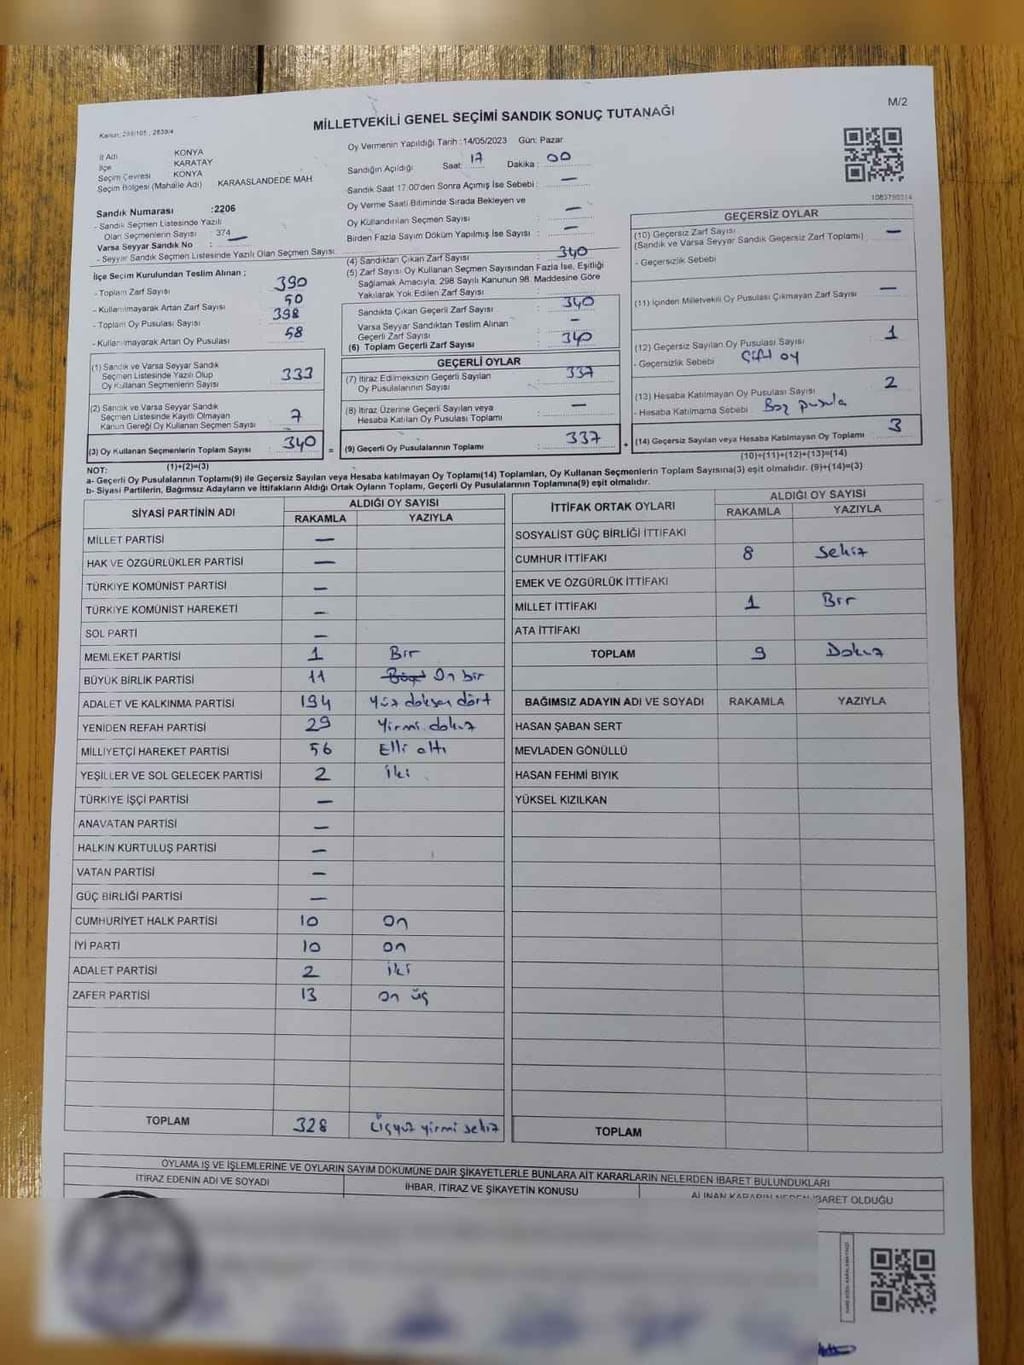 M/2
Kanun: 298/105 , 2839/4
MİLLETVEKİLİ GENEL SEÇİMİ SANDIK SONUÇ TUTANAĞI
İl Adı KONYA
İlçe KARATAY
Seçim Çevresi KONYA
Seçim Bölgesi (Mahalle Adı) KARAASLANDEDE MAH
Sandık Numarası :2206
- Sandık Seçmen Listesinde Yazılı
Olan Seçmenlerin Sayısı : 374
Varsa Seyyar Sandık No : —
- Seyyar Sandık Seçmen Listesinde Yazılı Olan Seçmen Sayısı
Oy Vermenin Yapıldığı Tarih :14/05/2023 Gün: Pazar
Sandığın Açıldığı Saat: 17 Dakika : 00
Sandık Saat 17.00'den Sonra Açımış İse Sebebi : —
Oy Verme Saati Bitiminde Sırada Bekleyen ve
Oy Kullandırılan Seçmen Sayısı : —
Birden Fazla Sayım Döküm Yapılmış İse Sayısı : —
İlçe Seçim Kurulundan Teslim Alınan ;
- Toplam Zarf Sayısı : 390
- Kullanılmayarak Artan Zarf Sayısı : 50
- Toplam Oy Pusulası Sayısı : 398
- Kullanılmayarak Artan Oy Pusulası : 58
(1) Sandık ve Varsa Seyyar Sandık
Seçmen Listesinde Yazılı Olup
Oy Kullanan Seçmenlerin Sayısı : 333
(2) Sandık ve Varsa Seyyar Sandık
Seçmen Listesinde Kayıtlı Olmayan
Kanun Gereği Oy Kullanan Seçmen Sayısı : 7
(3) Oy Kullanan Seçmenlerin Toplam Sayısı : 340
(1)+(2)=(3)
(4) Sandıktan Çıkan Zarf Sayısı : 340
(5) Zarf Sayısı Oy Kullanan Seçmen Sayısından Fazla İse, Eşitliği
Sağlamak Amacıyla, 298 Sayılı Kanunun 98. Maddesine Göre
Yakılarak Yok Edilen Zarf Sayısı :
Sandıkta Çıkan Geçerli Zarf Sayısı : 340
Varsa Seyyar Sandıktan Teslim Alınan
Geçerli Zarf Sayısı : —
(6) Toplam Geçerli Zarf Sayısı : 340
GEÇERLİ OYLAR
(7) İtiraz Edilmeksizin Geçerli Sayılan
Oy Pusulalarının Sayısı : 337
(8) İtiraz Üzerine Geçerli Sayılan veya
Hesaba Katılan Oy Pusulası Toplamı : —
= (9) Geçerli Oy Pusulalarının Toplamı : 337 +
1083780314
GEÇERSİZ OYLAR
(10) Geçersiz Zarf Sayısı : —
(Sandık ve Varsa Seyyar Sandık Geçersiz Zarf Toplamı)
- Geçersizlik Sebebi
(11) İçinden Milletvekili Oy Pusulası Çıkmayan Zarf Sayısı —
(12) Geçersiz Sayılan Oy Pusulası Sayısı : 1
- Geçersizlik Sebebi Çift oy
(13) Hesaba Katılmayan Oy Pusulası Sayısı 2
- Hesaba Katılmama Sebebi Boş pusula
(14) Geçersiz Sayılan veya Hesaba Katılmayan Oy Toplamı 3
(10)+(11)+(12)+(13)=(14)
NOT:
a- Geçerli Oy Pusulalarının Toplamı(9) ile Geçersiz Sayılan veya Hesaba katılmayan Oy Toplamı(14) Toplamları, Oy Kullanan Seçmenlerin Toplam Sayısına(3) eşit olmalıdır. (9)+(14)=(3)
b- Siyasi Partilerin, Bağımsız Adayların ve İttifakların Aldığı Ortak Oyların Toplamı, Geçerli Oy Pusulalarının Toplamına(9) eşit olmalıdır.
SİYASİ PARTİNİN ADI ALDIĞI OY SAYISI
RAKAMLA YAZIYLA
MİLLET PARTİSİ —
HAK VE ÖZGÜRLÜKLER PARTİSİ —
TÜRKİYE KOMÜNİST PARTİSİ —
TÜRKİYE KOMÜNİST HAREKETİ —
SOL PARTİ —
MEMLEKET PARTİSİ 1 Bir
BÜYÜK BİRLİK PARTİSİ 11 On bir
ADALET VE KALKINMA PARTİSİ 194 Yüz doksan dört
YENİDEN REFAH PARTİSİ 29 Yirmi dokuz
MİLLİYETÇİ HAREKET PARTİSİ 56 Elli altı
YEŞİLLER VE SOL GELECEK PARTİSİ 2 iki
TÜRKİYE İŞÇİ PARTİSİ —
ANAVATAN PARTİSİ —
HALKIN KURTULUŞ PARTİSİ —
VATAN PARTİSİ —
GÜÇ BİRLİĞİ PARTİSİ —
CUMHURİYET HALK PARTİSİ 10 On
İYİ PARTİ 10 on
ADALET PARTİSİ 2 iki
ZAFER PARTİSİ 13 on üç
TOPLAM 328 Üçyüz yirmi sekiz
İTTİFAK ORTAK OYLARI ALDIĞI OY SAYISI
RAKAMLA YAZIYLA
SOSYALİST GÜÇ BİRLİĞİ İTTİFAKI
CUMHUR İTTİFAKI 8 Sekiz
EMEK VE ÖZGÜRLÜK İTTİFAKI
MİLLET İTTİFAKI 1 Bir
ATA İTTİFAKI
TOPLAM 9 Dokuz
BAĞIMSIZ ADAYIN ADI VE SOYADI RAKAMLA YAZIYLA
HASAN ŞABAN SERT
MEVLADEN GÖNÜLLÜ
HASAN FEHMİ BIYIK
YÜKSEL KIZILKAN
TOPLAM
OYLAMA İŞ VE İŞLEMLERİNE VE OYLARIN SAYIM DÖKÜMÜNE DAİR ŞİKAYETLERLE BUNLARA AİT KARARLARIN NELERDEN İBARET BULUNDUKLARI
İTİRAZ EDENİN ADI VE SOYADI İHBAR, İTİRAZ VE ŞİKAYETİN KONUSU ALINAN KARARIN NEDEN İBARET OLDUĞU